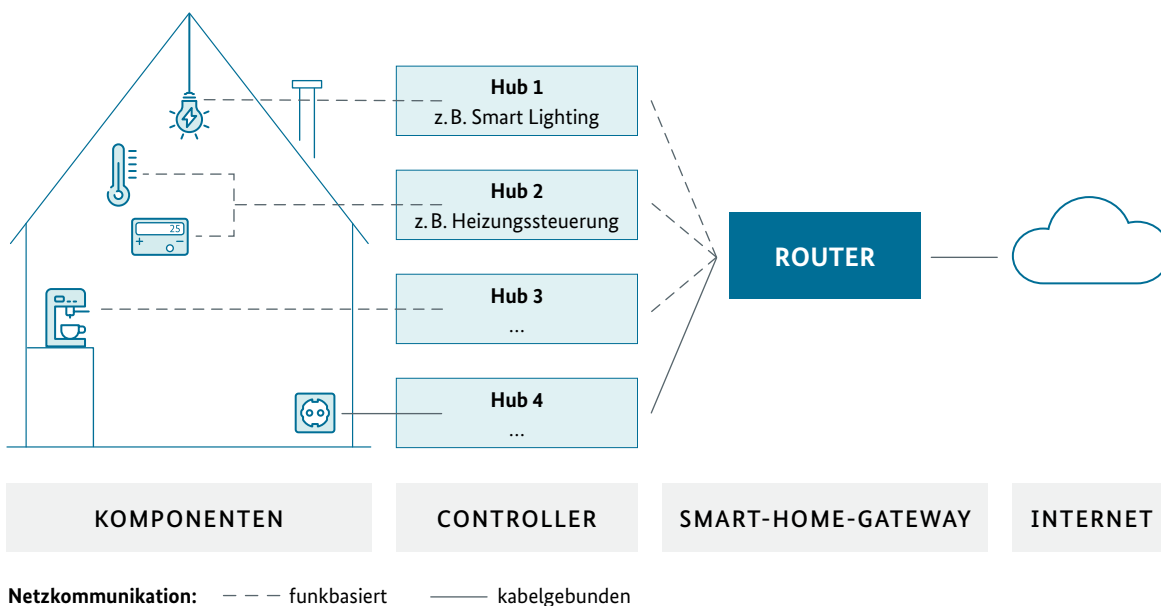 Hub 1
z. B. Smart Lighting
Hub 2
z. B. Heizungssteuerung
25
+ −
Hub 3
...
Hub 4
...
ROUTER
KOMPONENTEN
CONTROLLER
SMART-HOME-GATEWAY
INTERNET
Netzkommunikation: funkbasiert kabelgebunden